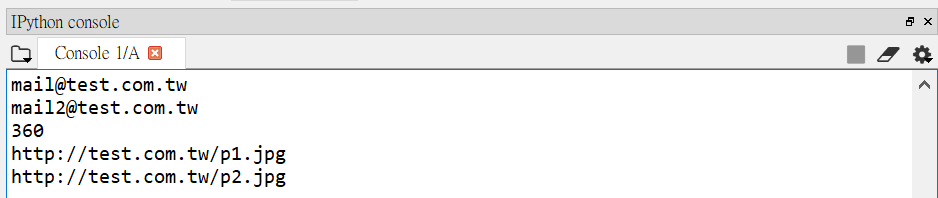 IPython console
Console 1/A
mail@test.com.tw
mail2@test.com.tw
360
http://test.com.tw/p1.jpg
http://test.com.tw/p2.jpg